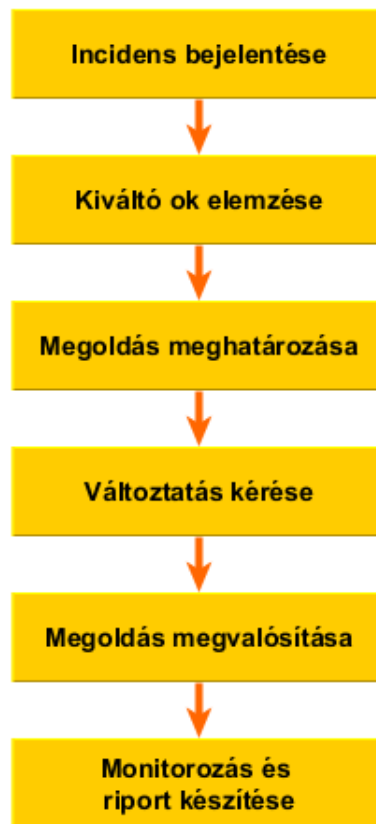 Incidens bejelentése
Kiváltó ok elemzése
Megoldás meghatározása
Változtatás kérése
Megoldás megvalósítása
Monitorozás és
riport készítése